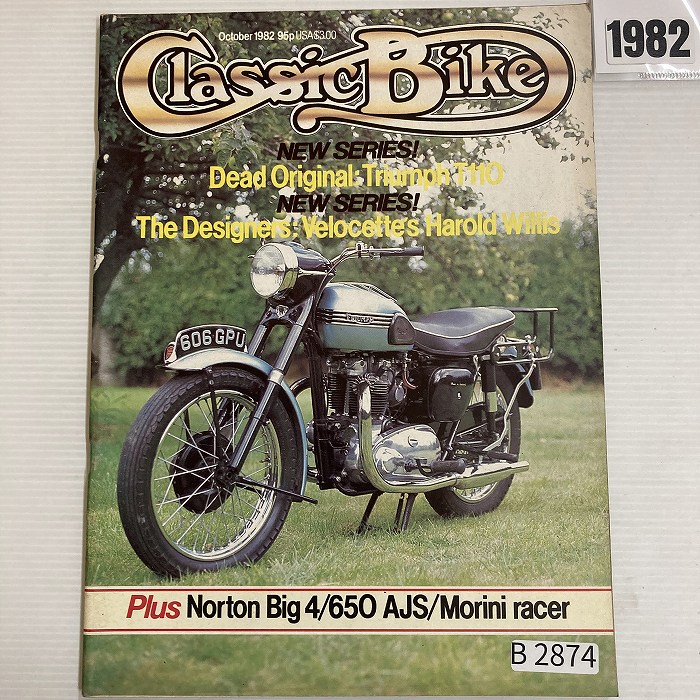 October 1982 95p USA$3.00
1982
Classic Bike
NEW SERIES!
Dead Original: Triumph T110
NEW SERIES!
The Designers: Velocette's Harold Willis
TRIUMPH
606 GPU
Plus Norton Big 4/650 AJS/Morini racer
B 2874